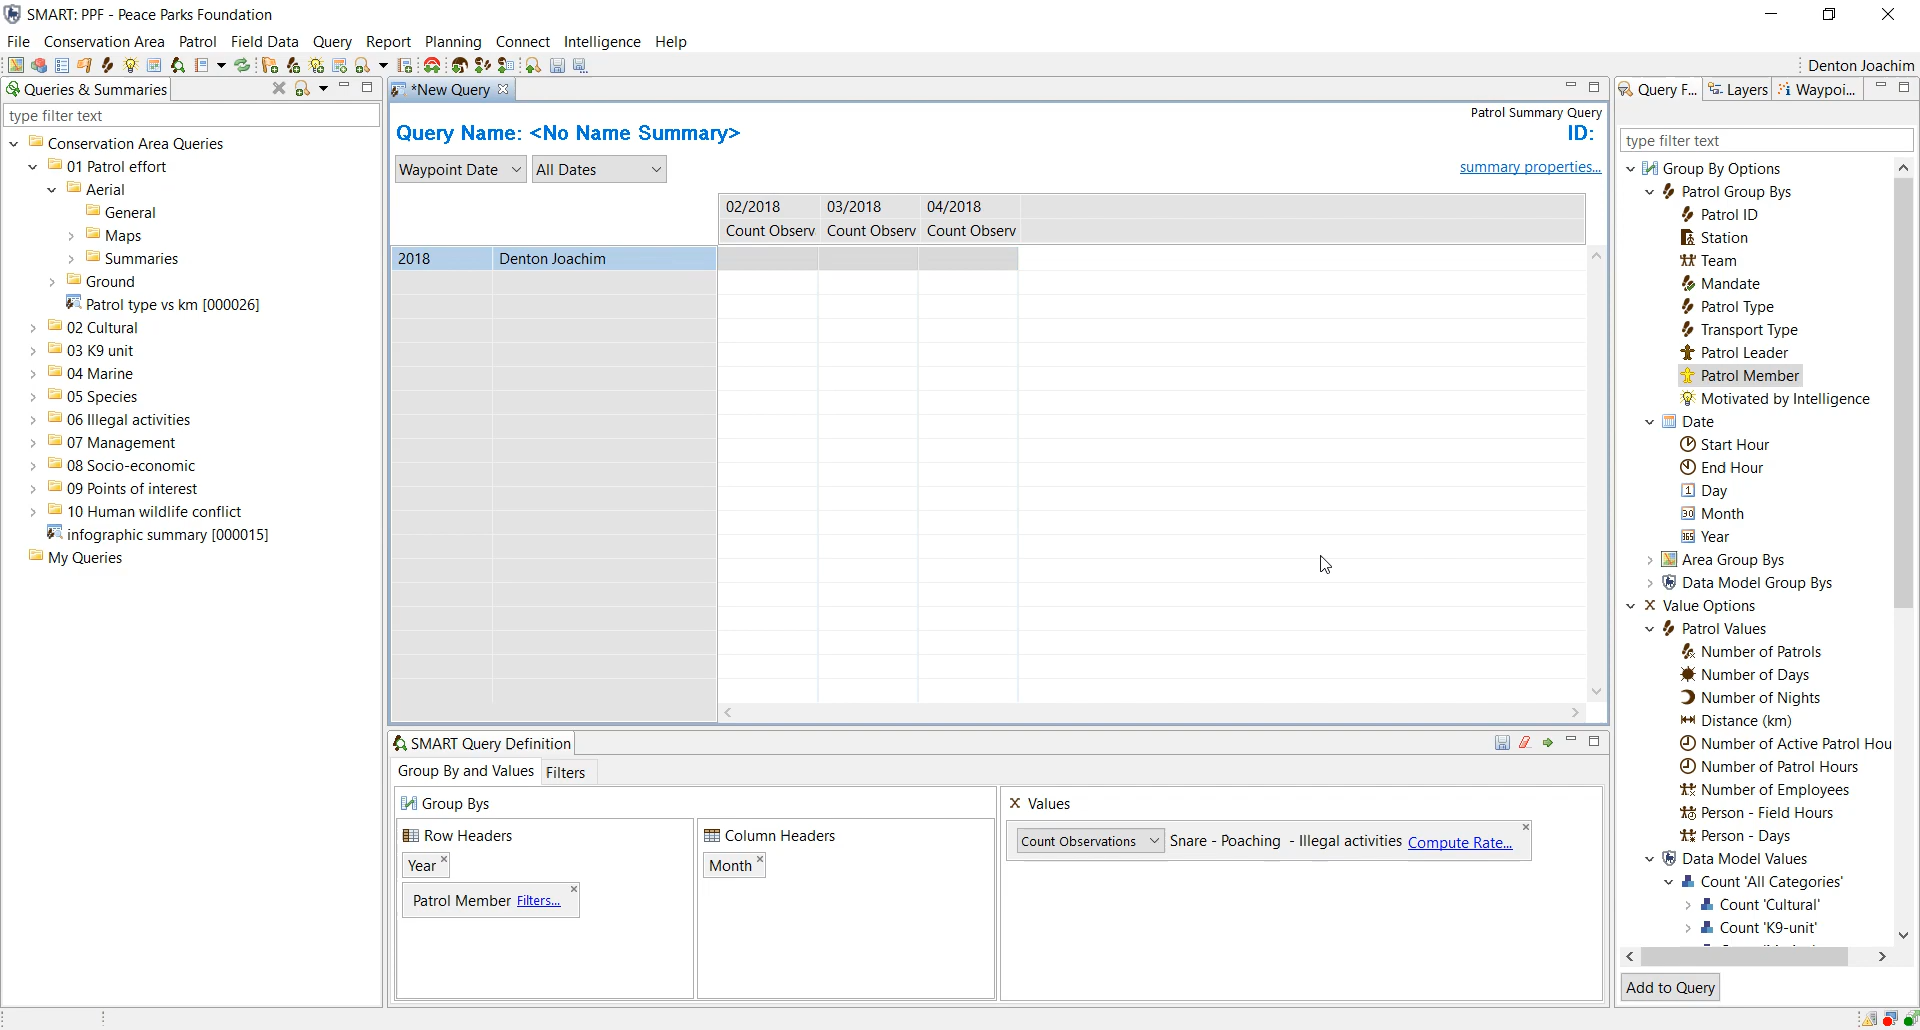 SMART: PPF - Peace Parks Foundation
File Conservation Area Patrol Field Data Query Report Planning Connect Intelligence Help
Denton Joachim
Queries & Summaries
type filter text
Conservation Area Queries
01 Patrol effort
Aerial
General
Maps
Summaries
Ground
Patrol type vs km [000026]
02 Cultural
03 K9 unit
04 Marine
05 Species
06 Illegal activities
07 Management
08 Socio-economic
09 Points of interest
10 Human wildlife conflict
infographic summary [000015]
My Queries
*New Query
Patrol Summary Query
Query Name: <No Name Summary>
ID:
Waypoint Date
All Dates
summary properties...
02/2018 03/2018 04/2018
Count Observ Count Observ Count Observ
2018 Denton Joachim
SMART Query Definition
Group By and Values Filters
Group Bys
Row Headers
Year
Patrol Member Filters...
Column Headers
Month
Values
Count Observations Snare - Poaching - Illegal activities Compute Rate...
Query F... Layers Waypoi...
type filter text
Group By Options
Patrol Group Bys
Patrol ID
Station
Team
Mandate
Patrol Type
Transport Type
Patrol Leader
Patrol Member
Motivated by Intelligence
Date
Start Hour
End Hour
Day
Month
Year
Area Group Bys
Data Model Group Bys
Value Options
Patrol Values
Number of Patrols
Number of Days
Number of Nights
Distance (km)
Number of Active Patrol Hou
Number of Patrol Hours
Number of Employees
Person - Field Hours
Person - Days
Data Model Values
Count 'All Categories'
Count 'Cultural'
Count 'K9-unit'
Add to Query